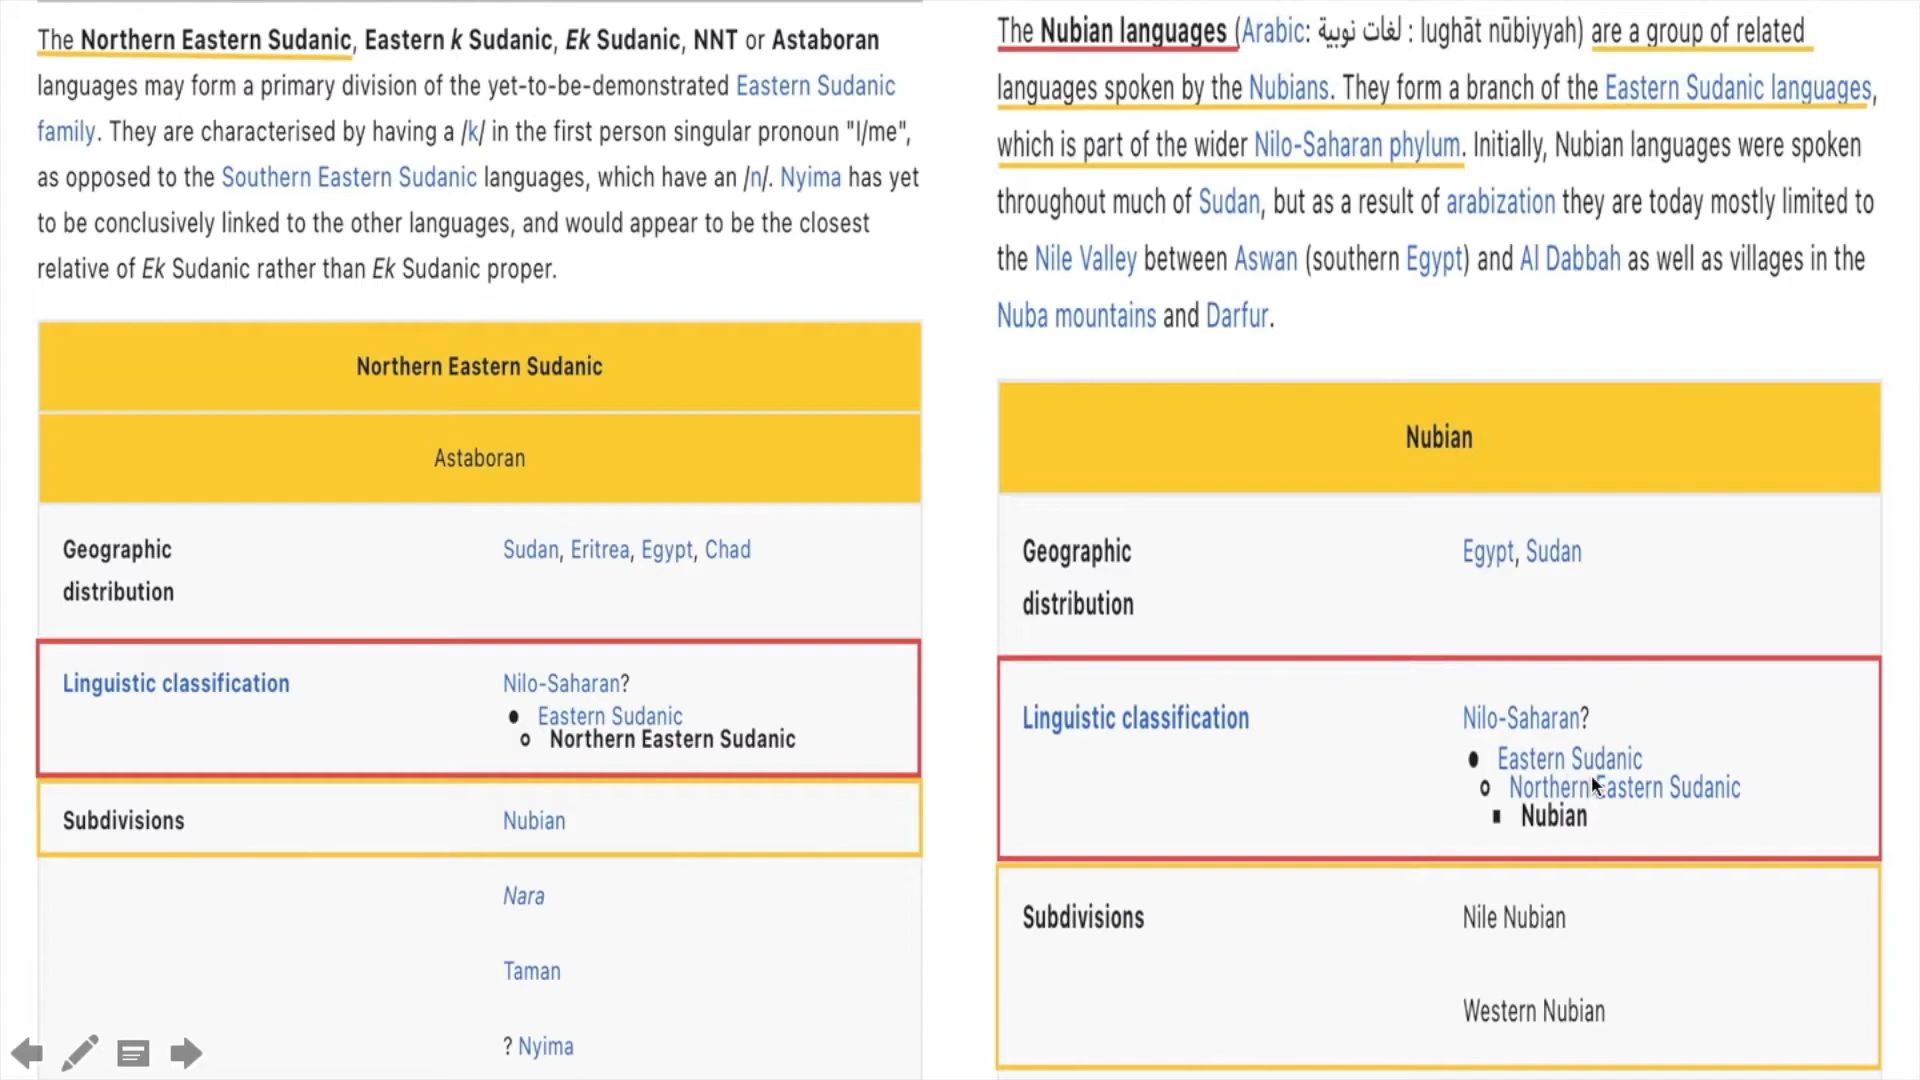 The Northern Eastern Sudanic, Eastern k Sudanic, Ek Sudanic, NNT or Astaboran
languages may form a primary division of the yet-to-be-demonstrated Eastern Sudanic
family. They are characterised by having a /k/ in the first person singular pronoun "I/me",
as opposed to the Southern Eastern Sudanic languages, which have an /n/. Nyima has yet
to be conclusively linked to the other languages, and would appear to be the closest
relative of Ek Sudanic rather than Ek Sudanic proper.
Northern Eastern Sudanic
Astaboran
Geographic
distribution
Sudan, Eritrea, Egypt, Chad
Linguistic classification
Nilo-Saharan?
Eastern Sudanic
Northern Eastern Sudanic
Subdivisions
Nubian
Nara
Taman
? Nyima
The Nubian languages (Arabic: لغات نوبية : lughāt nūbiyyah) are a group of related
languages spoken by the Nubians. They form a branch of the Eastern Sudanic languages,
which is part of the wider Nilo-Saharan phylum. Initially, Nubian languages were spoken
throughout much of Sudan, but as a result of arabization they are today mostly limited to
the Nile Valley between Aswan (southern Egypt) and Al Dabbah as well as villages in the
Nuba mountains and Darfur.
Nubian
Geographic
distribution
Egypt, Sudan
Linguistic classification
Nilo-Saharan?
Eastern Sudanic
Northern Eastern Sudanic
Nubian
Subdivisions
Nile Nubian
Western Nubian